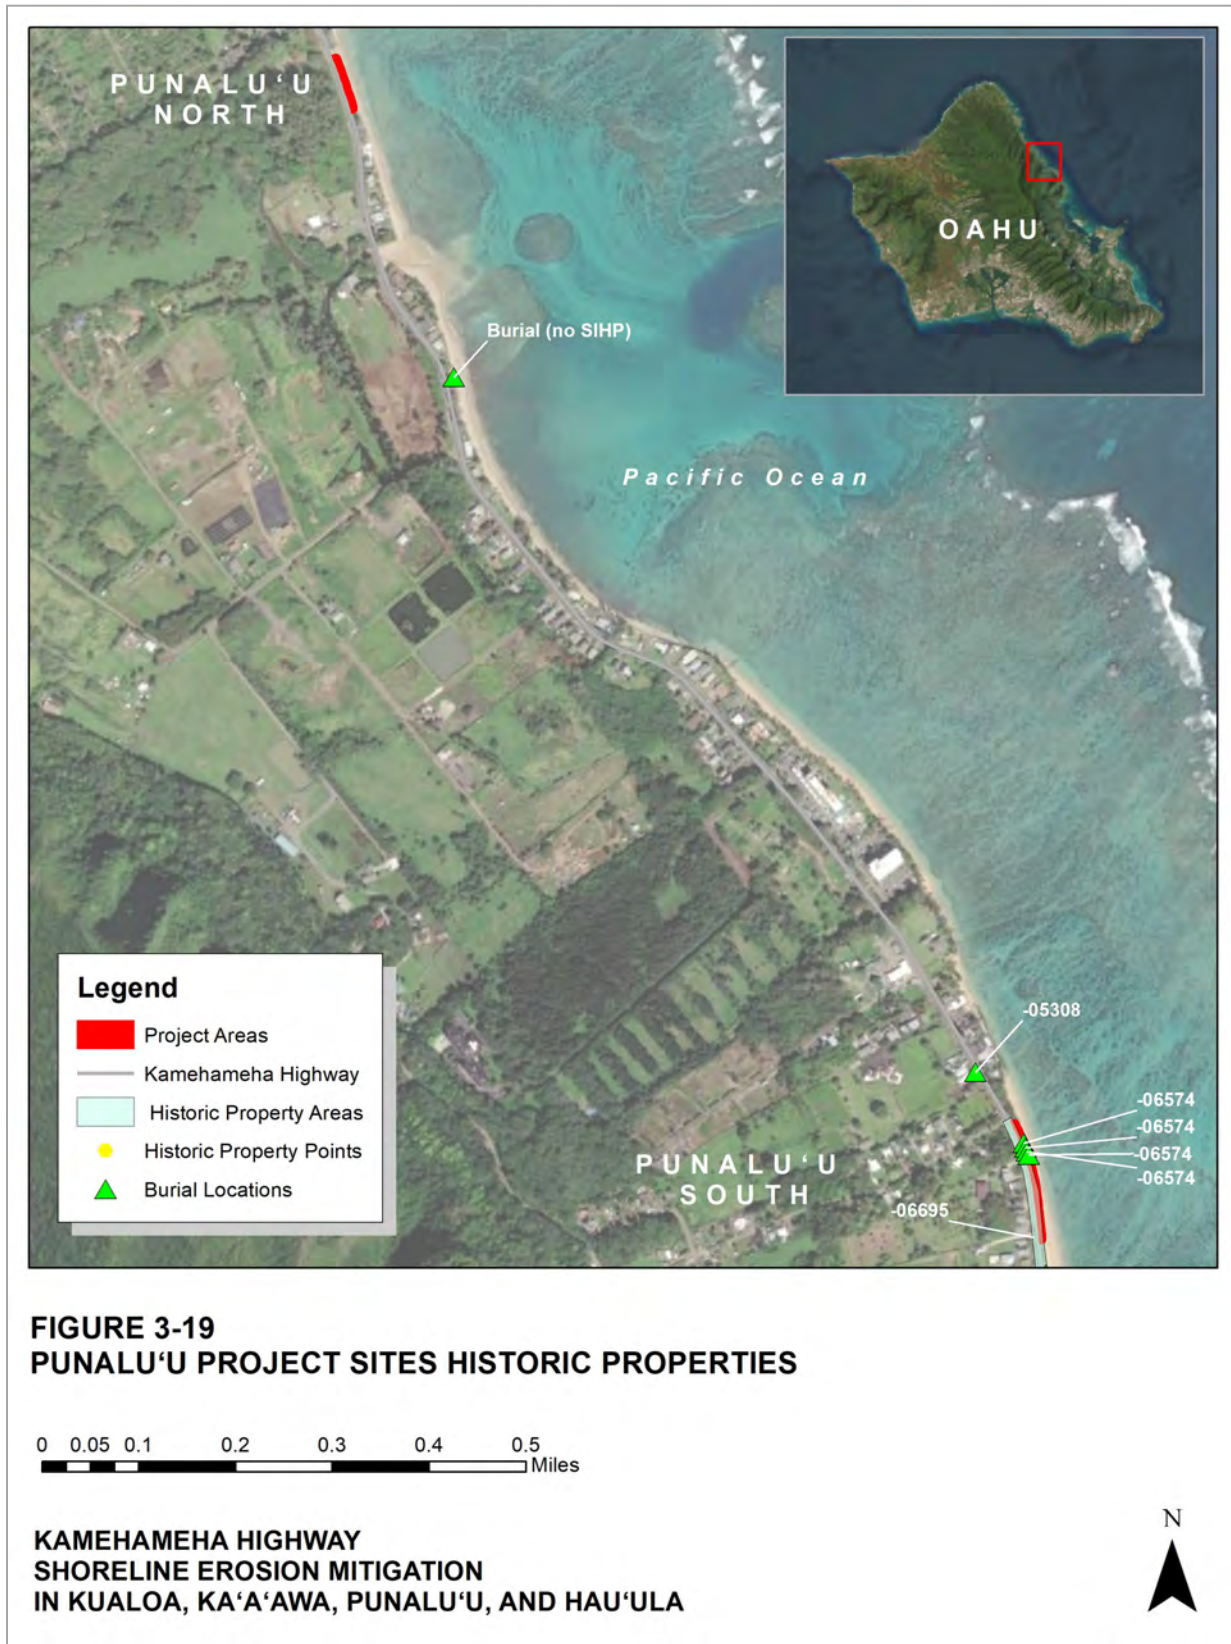 PUNALU‘U
NORTH
OAHU
Burial (no SIHP)
Pacific Ocean
-05308
-06574
-06574
-06574
-06574
PUNALU‘U
SOUTH
-06695
Legend
Project Areas
Kamehameha Highway
Historic Property Areas
Historic Property Points
Burial Locations
FIGURE 3-19
PUNALU‘U PROJECT SITES HISTORIC PROPERTIES
0 0.05 0.1 0.2 0.3 0.4 0.5
Miles
KAMEHAMEHA HIGHWAY
SHORELINE EROSION MITIGATION
IN KUALOA, KA‘A‘AWA, PUNALU‘U, AND HAU‘ULA
N